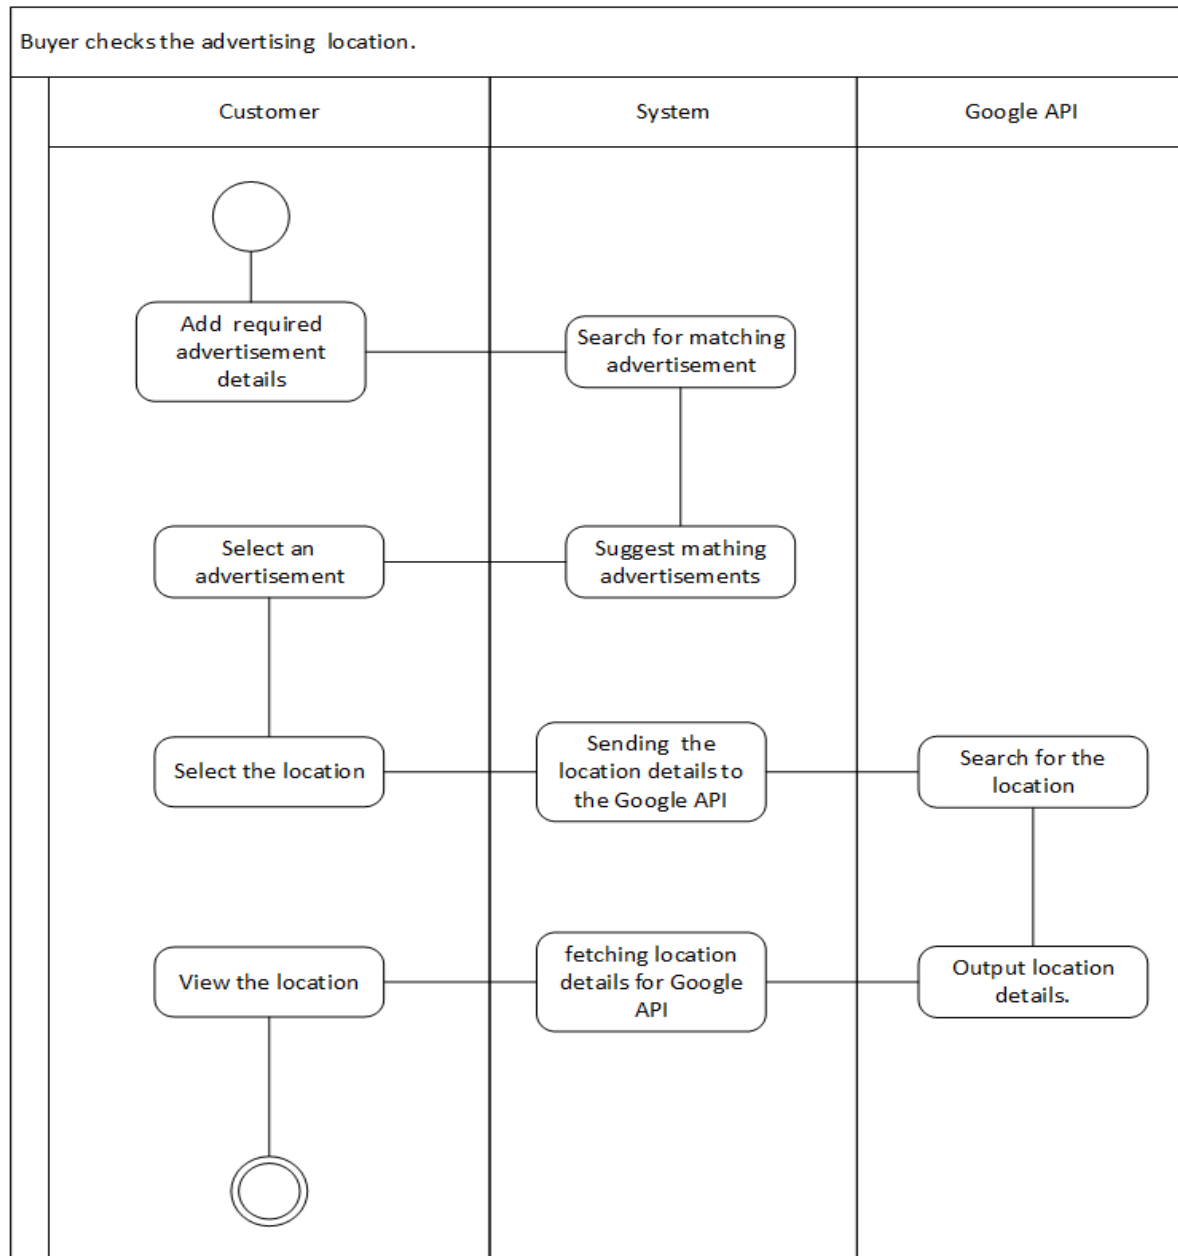 Buyer checks the advertising location.
Customer
System
Google API
Add required
advertisement
details
Search for matching
advertisement
Select an
advertisement
Suggest mathing
advertisements
Select the location
Sending the
location details to
the Google API
Search for the
location
View the location
fetching location
details for Google
API
Output location
details.